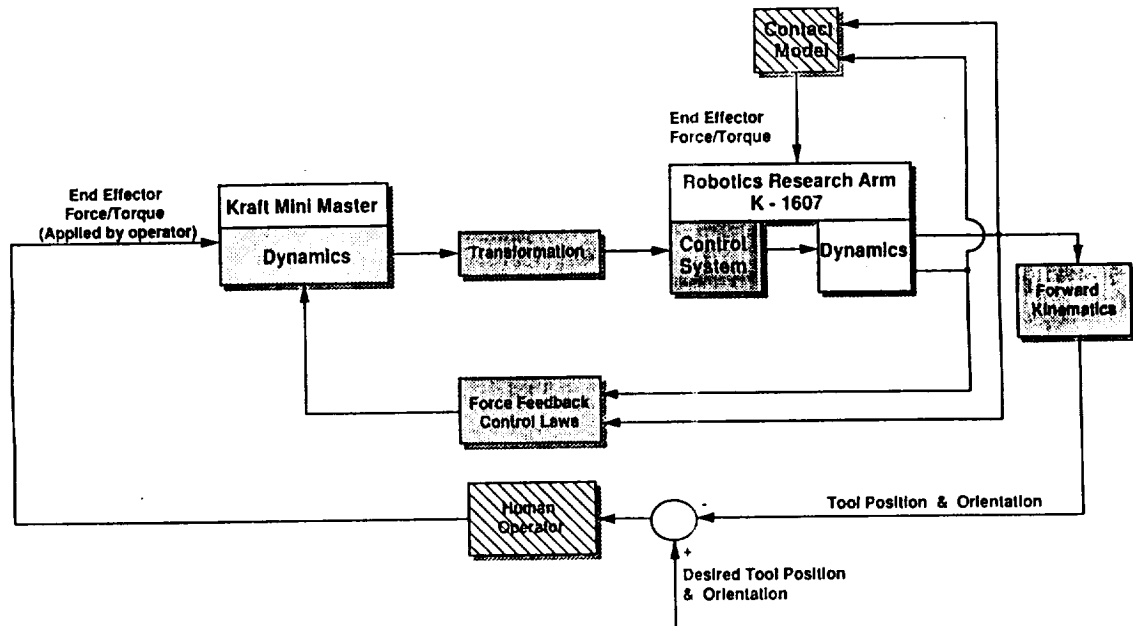 Contact
Model
End Effector
Force/Torque
End Effector
Force/Torque
(Applied by operator)
Kraft Mini Master
Dynamics
Transformation
Robotics Research Arm
K - 1607
Control
System
Dynamics
Forward
Kinematics
Force Feedback
Control Laws
Human
Operator
-
Tool Position & Orientation
+
Desired Tool Position
& Orientation